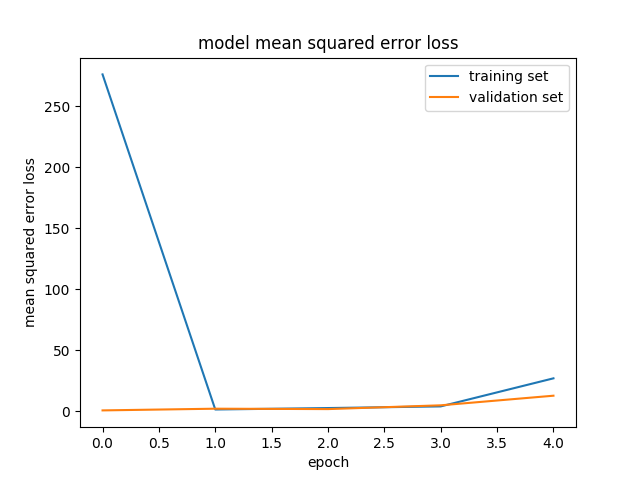 model mean squared error loss
training set
validation set
mean squared error loss
250
200
150
100
50
0
0.0 0.5 1.0 1.5 2.0 2.5 3.0 3.5 4.0
epoch